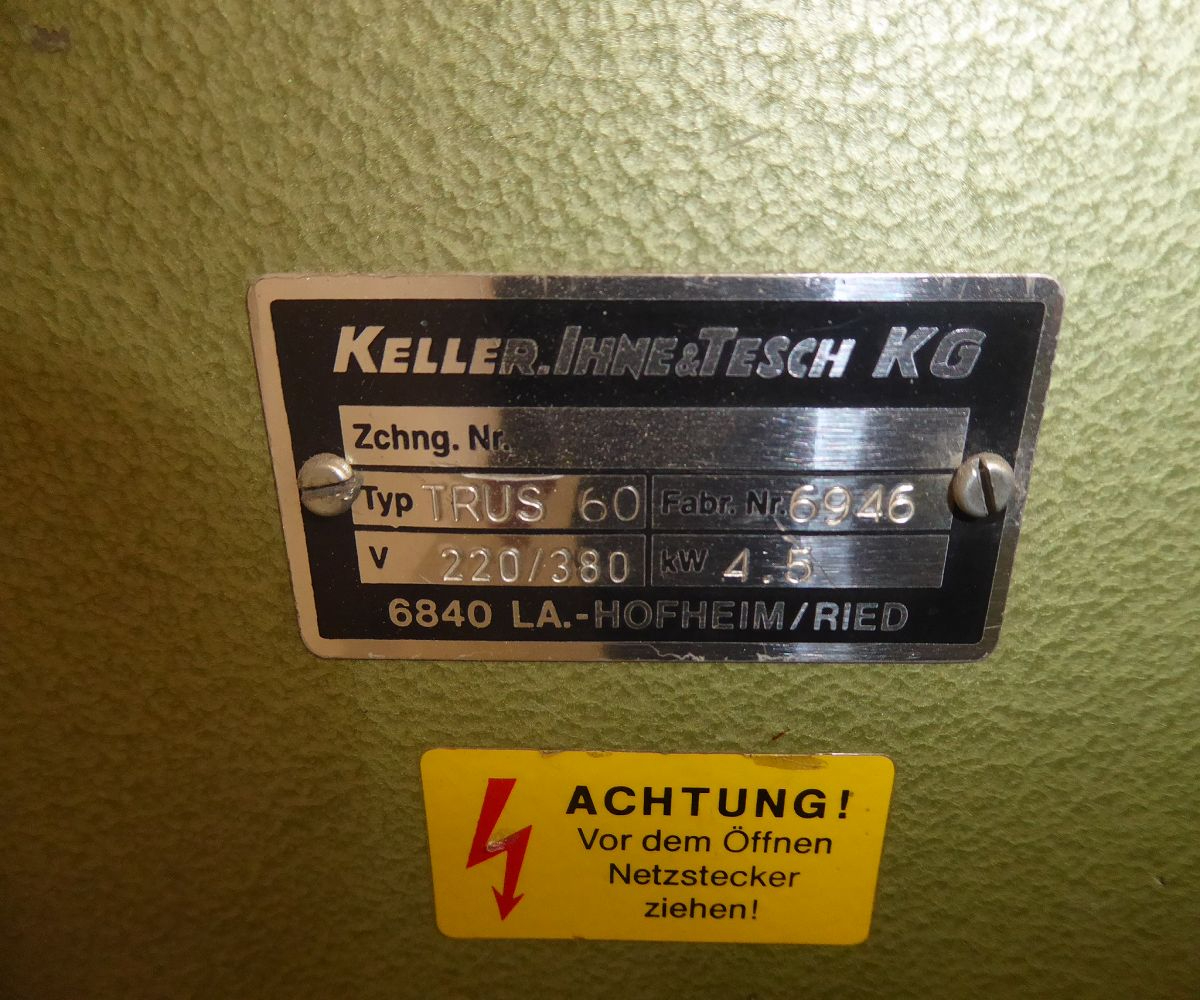 KELLER.IHNE&TESCH KG
Zchng. Nr.
Typ TRUS 60 Fabr. Nr. 6946
V 220/380 kW 4.5
6840 LA.-HOFHEIM/RIED
ACHTUNG!
Vor dem Öffnen
Netzstecker
ziehen!